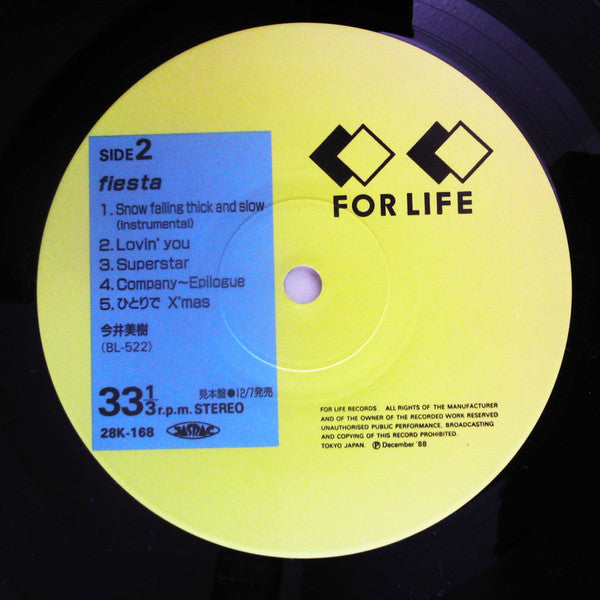 SIDE 2
fiesta
1. Snow falling thick and slow
(Instrumental)
2. Lovin' you
3. Superstar
4. Company〜Epilogue
5. ひとりで X'mas
今井美樹
(BL-522)
33 1/3 r.p.m. STEREO
見本盤●12/7発売
28K-168
JASRAC
FOR LIFE
FOR LIFE RECORDS. ALL RIGHTS OF THE MANUFACTURER
AND OF THE OWNER OF THE RECORDED WORK RESERVED
UNAUTHORISED PUBLIC PERFORMANCE, BROADCASTING
AND COPYING OF THIS RECORD PROHIBITED.
TOKYO JAPAN. Ⓟ December '88